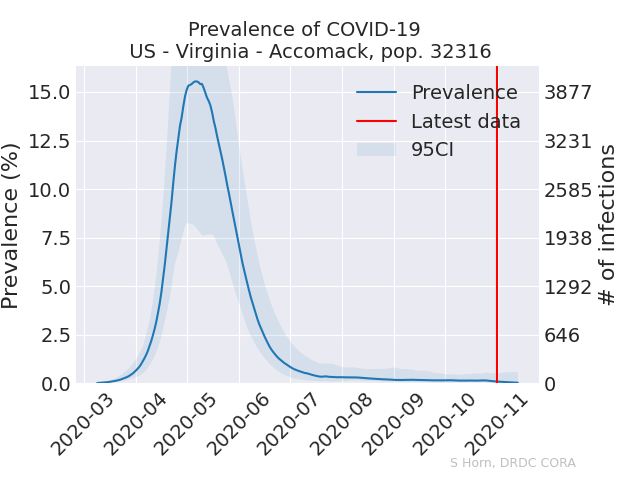 Prevalence of COVID-19
US - Virginia - Accomack, pop. 32316
Prevalence (%)
15.0
12.5
10.0
7.5
5.0
2.5
0.0
Prevalence
Latest data
95CI
3877
3231
2585
1938
1292
646
0
# of infections
2020-03
2020-04
2020-05
2020-06
2020-07
2020-08
2020-09
2020-10
2020-11
S Horn, DRDC CORA